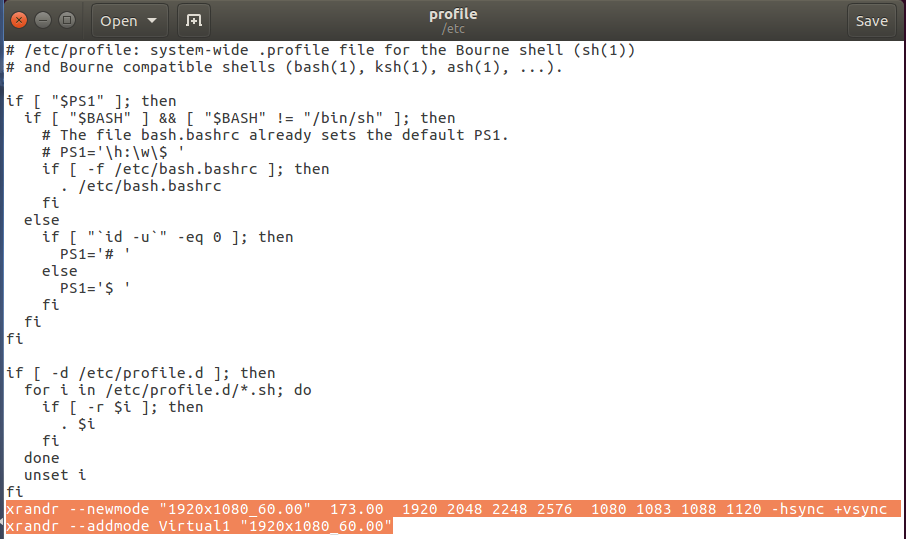 Open
profile
/etc
Save
# /etc/profile: system-wide .profile file for the Bourne shell (sh(1))
# and Bourne compatible shells (bash(1), ksh(1), ash(1), ...).
if [ "$PS1" ]; then
  if [ "$BASH" ] && [ "$BASH" != "/bin/sh" ]; then
    # The file bash.bashrc already sets the default PS1.
    # PS1='\h:\w\$ '
    if [ -f /etc/bash.bashrc ]; then
      . /etc/bash.bashrc
    fi
  else
    if [ "`id -u`" -eq 0 ]; then
      PS1='# '
    else
      PS1='$ '
    fi
  fi
fi
if [ -d /etc/profile.d ]; then
  for i in /etc/profile.d/*.sh; do
    if [ -r $i ]; then
      . $i
    fi
  done
  unset i
fi
xrandr --newmode "1920x1080_60.00"  173.00  1920 2048 2248 2576  1080 1083 1088 1120 -hsync +vsync
xrandr --addmode Virtual1 "1920x1080_60.00"